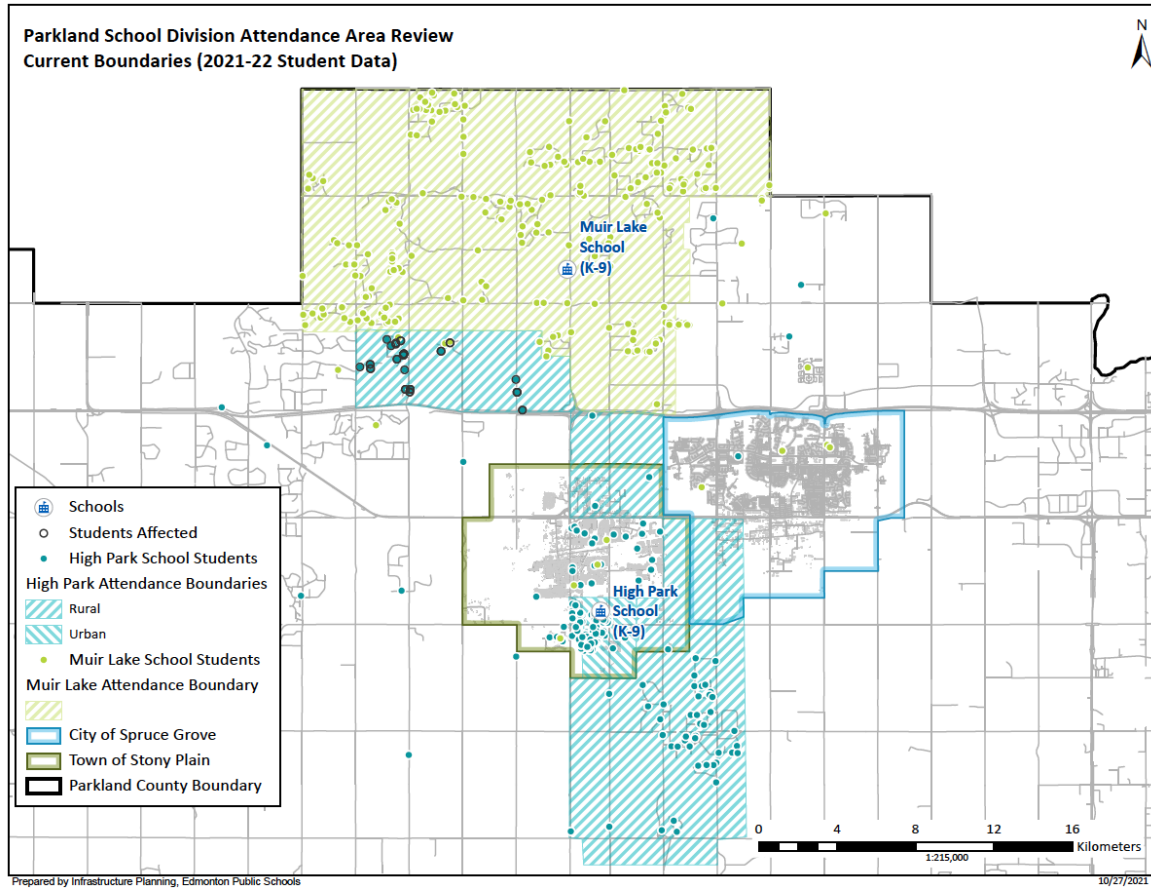 Parkland School Division Attendance Area Review
Current Boundaries (2021-22 Student Data)
N
Muir Lake
School
(K-9)
High Park
School
(K-9)
Schools
Students Affected
High Park School Students
High Park Attendance Boundaries
Rural
Urban
Muir Lake School Students
Muir Lake Attendance Boundary
City of Spruce Grove
Town of Stony Plain
Parkland County Boundary
0 4 8 12 16
Kilometers
1:215,000
Prepared by Infrastructure Planning, Edmonton Public Schools
10/27/2021